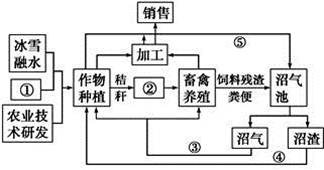 销售
冰雪
融水
加工
⑤
①
作物
种植
秸
秆
②
畜禽
养殖
饲料残渣
粪便
沼气
池
农业技
术研发
③
沼气
沼渣
④